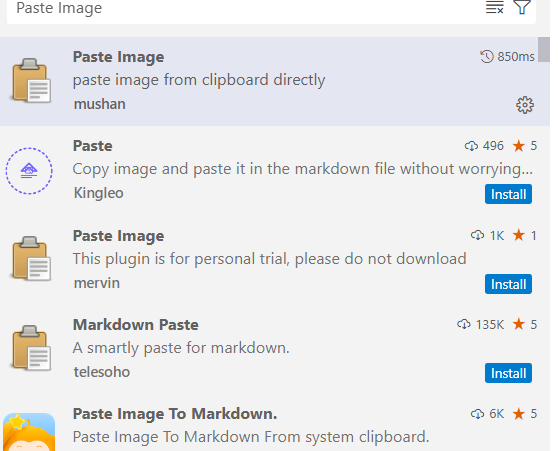 Paste Image
Paste Image 850ms
paste image from clipboard directly
mushan
Paste 496 5
Copy image and paste it in the markdown file without worrying...
Kingleo Install
Paste Image 1K 1
This plugin is for personal trial, please do not download
mervin Install
Markdown Paste 135K 5
A smartly paste for markdown.
telesoho Install
Paste Image To Markdown. 6K 5
Paste Image To Markdown From system clipboard.